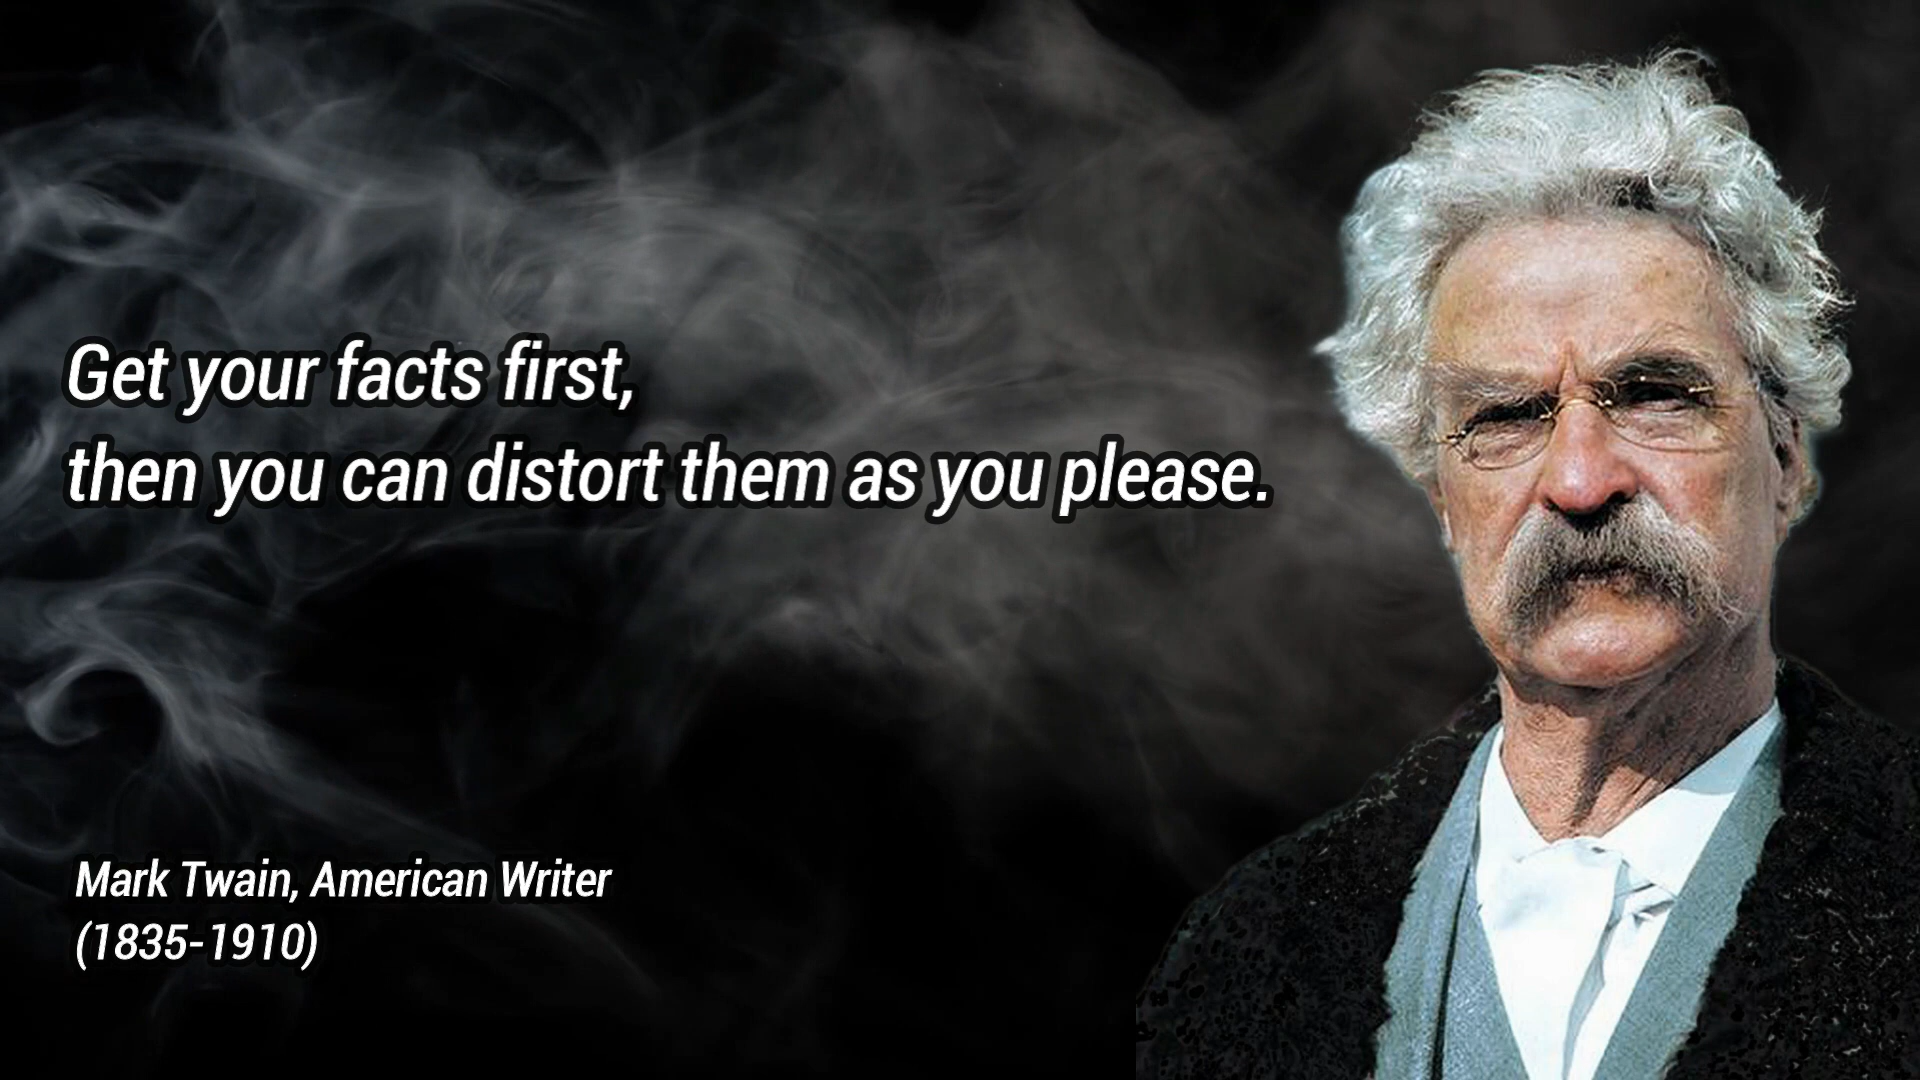 Get your facts first,
then you can distort them as you please.
Mark Twain, American Writer
(1835-1910)